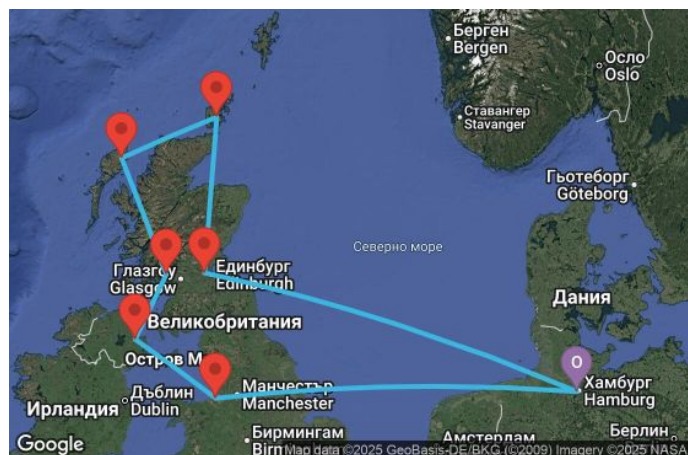 Берген
Bergen
Осло
Oslo
Ставангер
Stavanger
Гьотеборг
Göteborg
Северно море
Единбург
Edinburgh
Глазгоу
Glasgow
Дания
Великобритания
Остров М
Хамбург
Hamburg
Манчестър
Manchester
Дъблин
Dublin
Ирландия
Бирмингам
Амстердам
Берлин
Google
Map data ©2025 GeoBasis-DE/BKG (©2009) Imagery ©2025 NASA
O